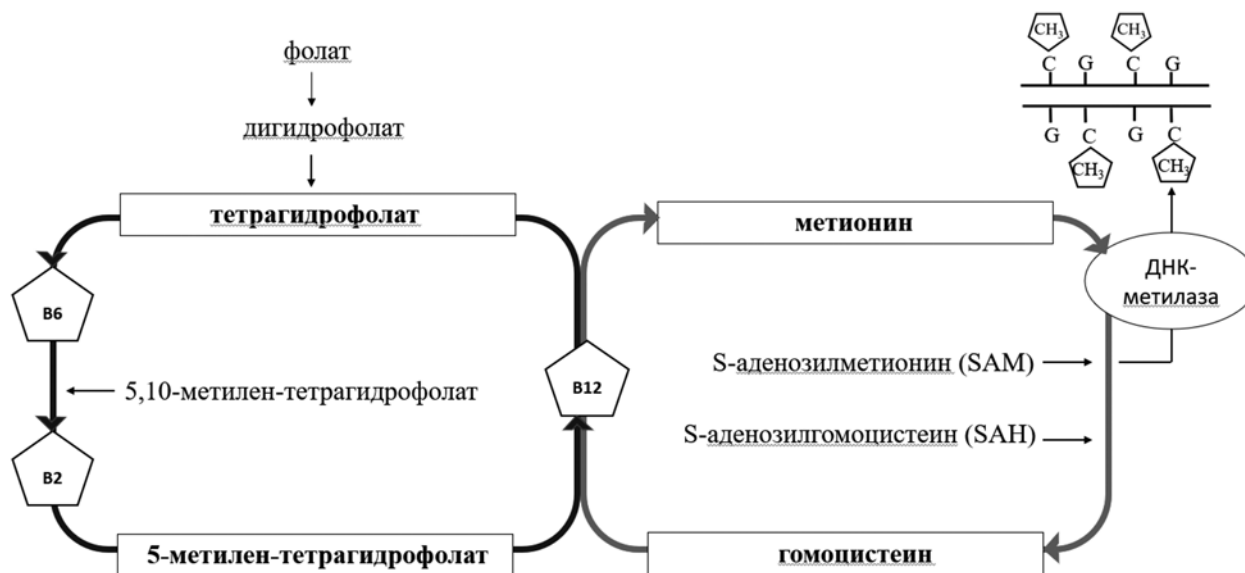 CH₃ CH₃
C G C G
фолат
G C G C
дигидрофолат
CH₃ CH₃
тетрагидрофолат
метионин
ДНК-
метилаза
B6
S-аденозилметионин (SAM)
5,10-метилен-тетрагидрофолат
B12
S-аденозилгомоцистеин (SAH)
B2
5-метилен-тетрагидрофолат
гомоцистеин